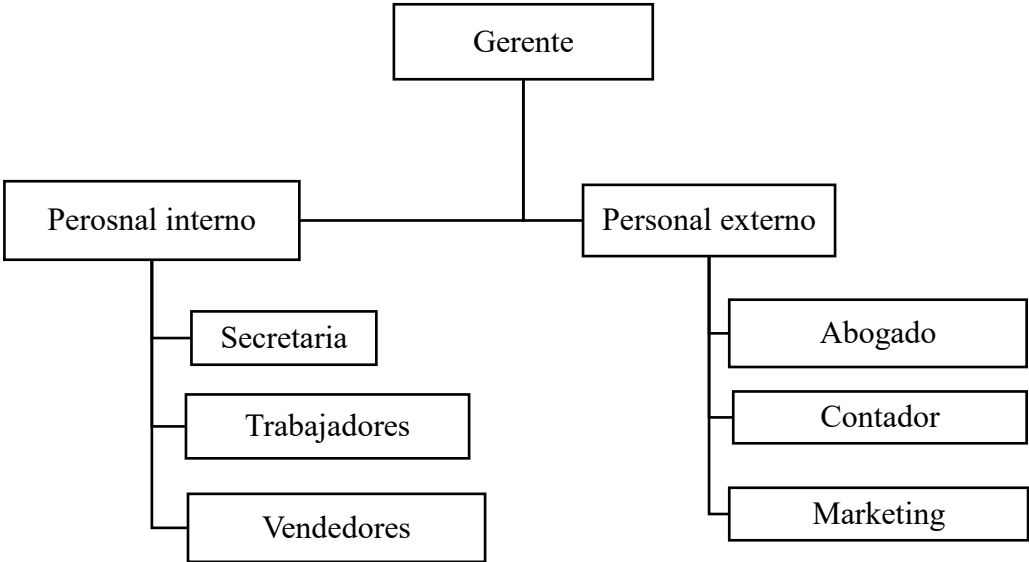 Gerente
Perosnal interno
Personal externo
Secretaria
Abogado
Trabajadores
Contador
Vendedores
Marketing